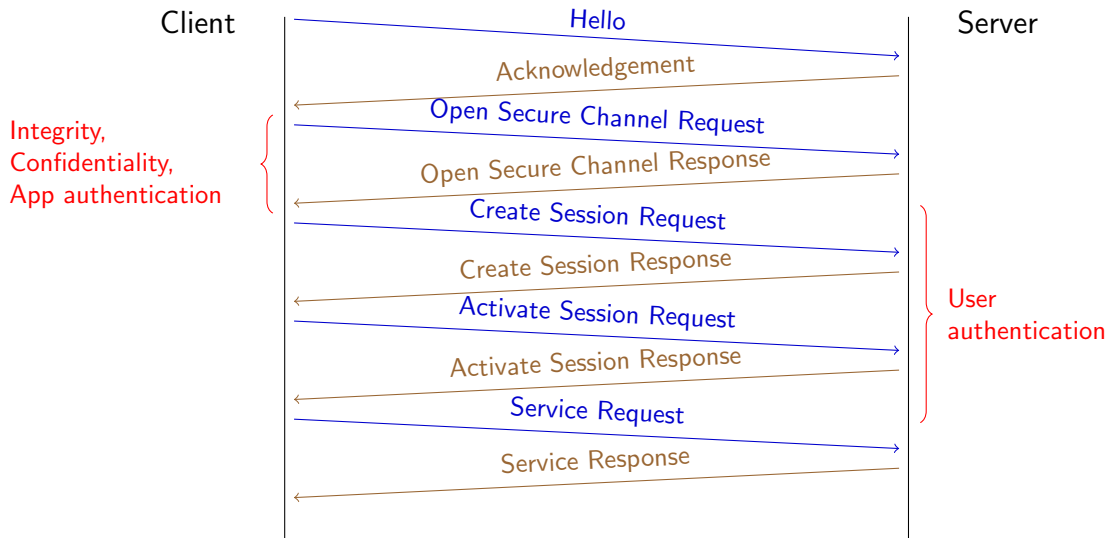 Client
Server
Hello
Acknowledgement
Open Secure Channel Request
Integrity,
Confidentiality,
App authentication
Open Secure Channel Response
Create Session Request
Create Session Response
Activate Session Request
User
authentication
Activate Session Response
Service Request
Service Response